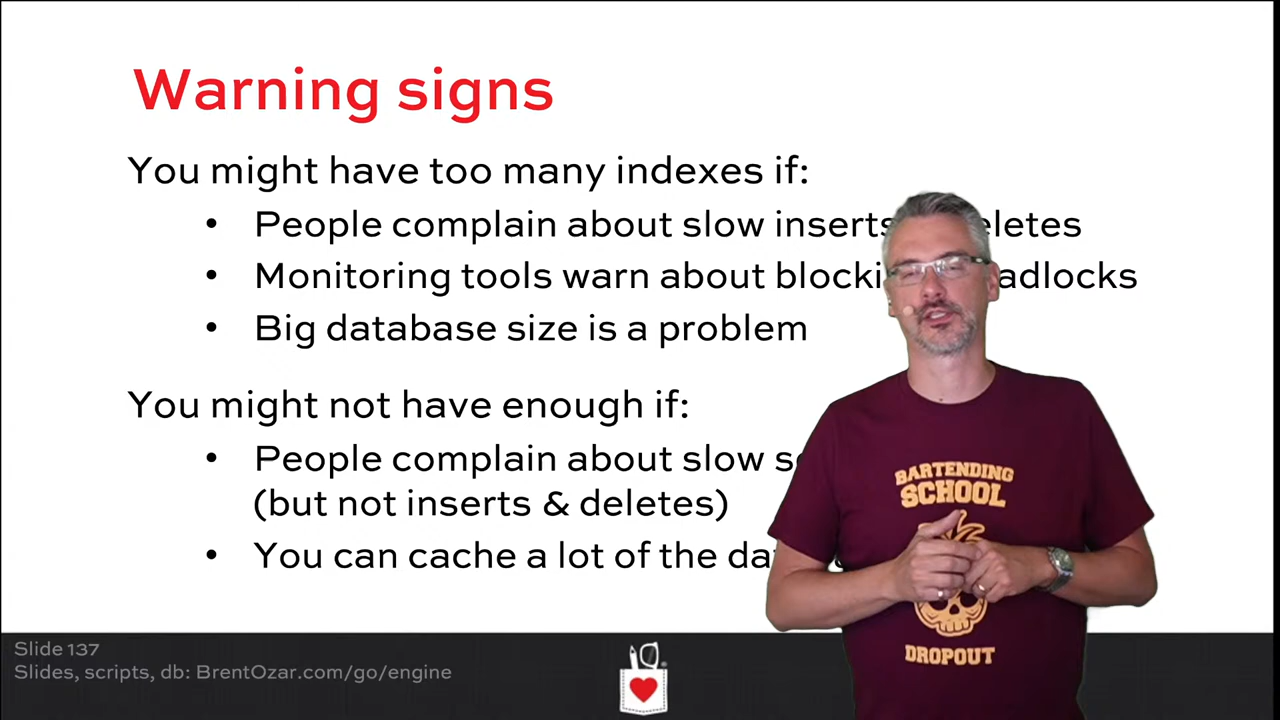 Warning signs
You might have too many indexes if:
• People complain about slow inserts eletes
• Monitoring tools warn about blocki adlocks
• Big database size is a problem
You might not have enough if:
• People complain about slow
(but not inserts & deletes)
• You can cache a lot of the
BARTENDING
SCHOOL
DROPOUT
Slide 137
Slides, scripts, db: BrentOzar.com/go/engine